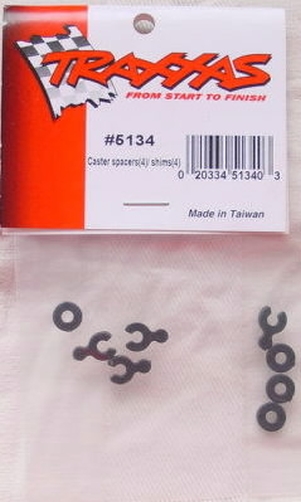 TRAXXAS
FROM START TO FINISH
#5134
Caster spacers(4)/ shims(4)
0 20334 51340 3
Made in Taiwan